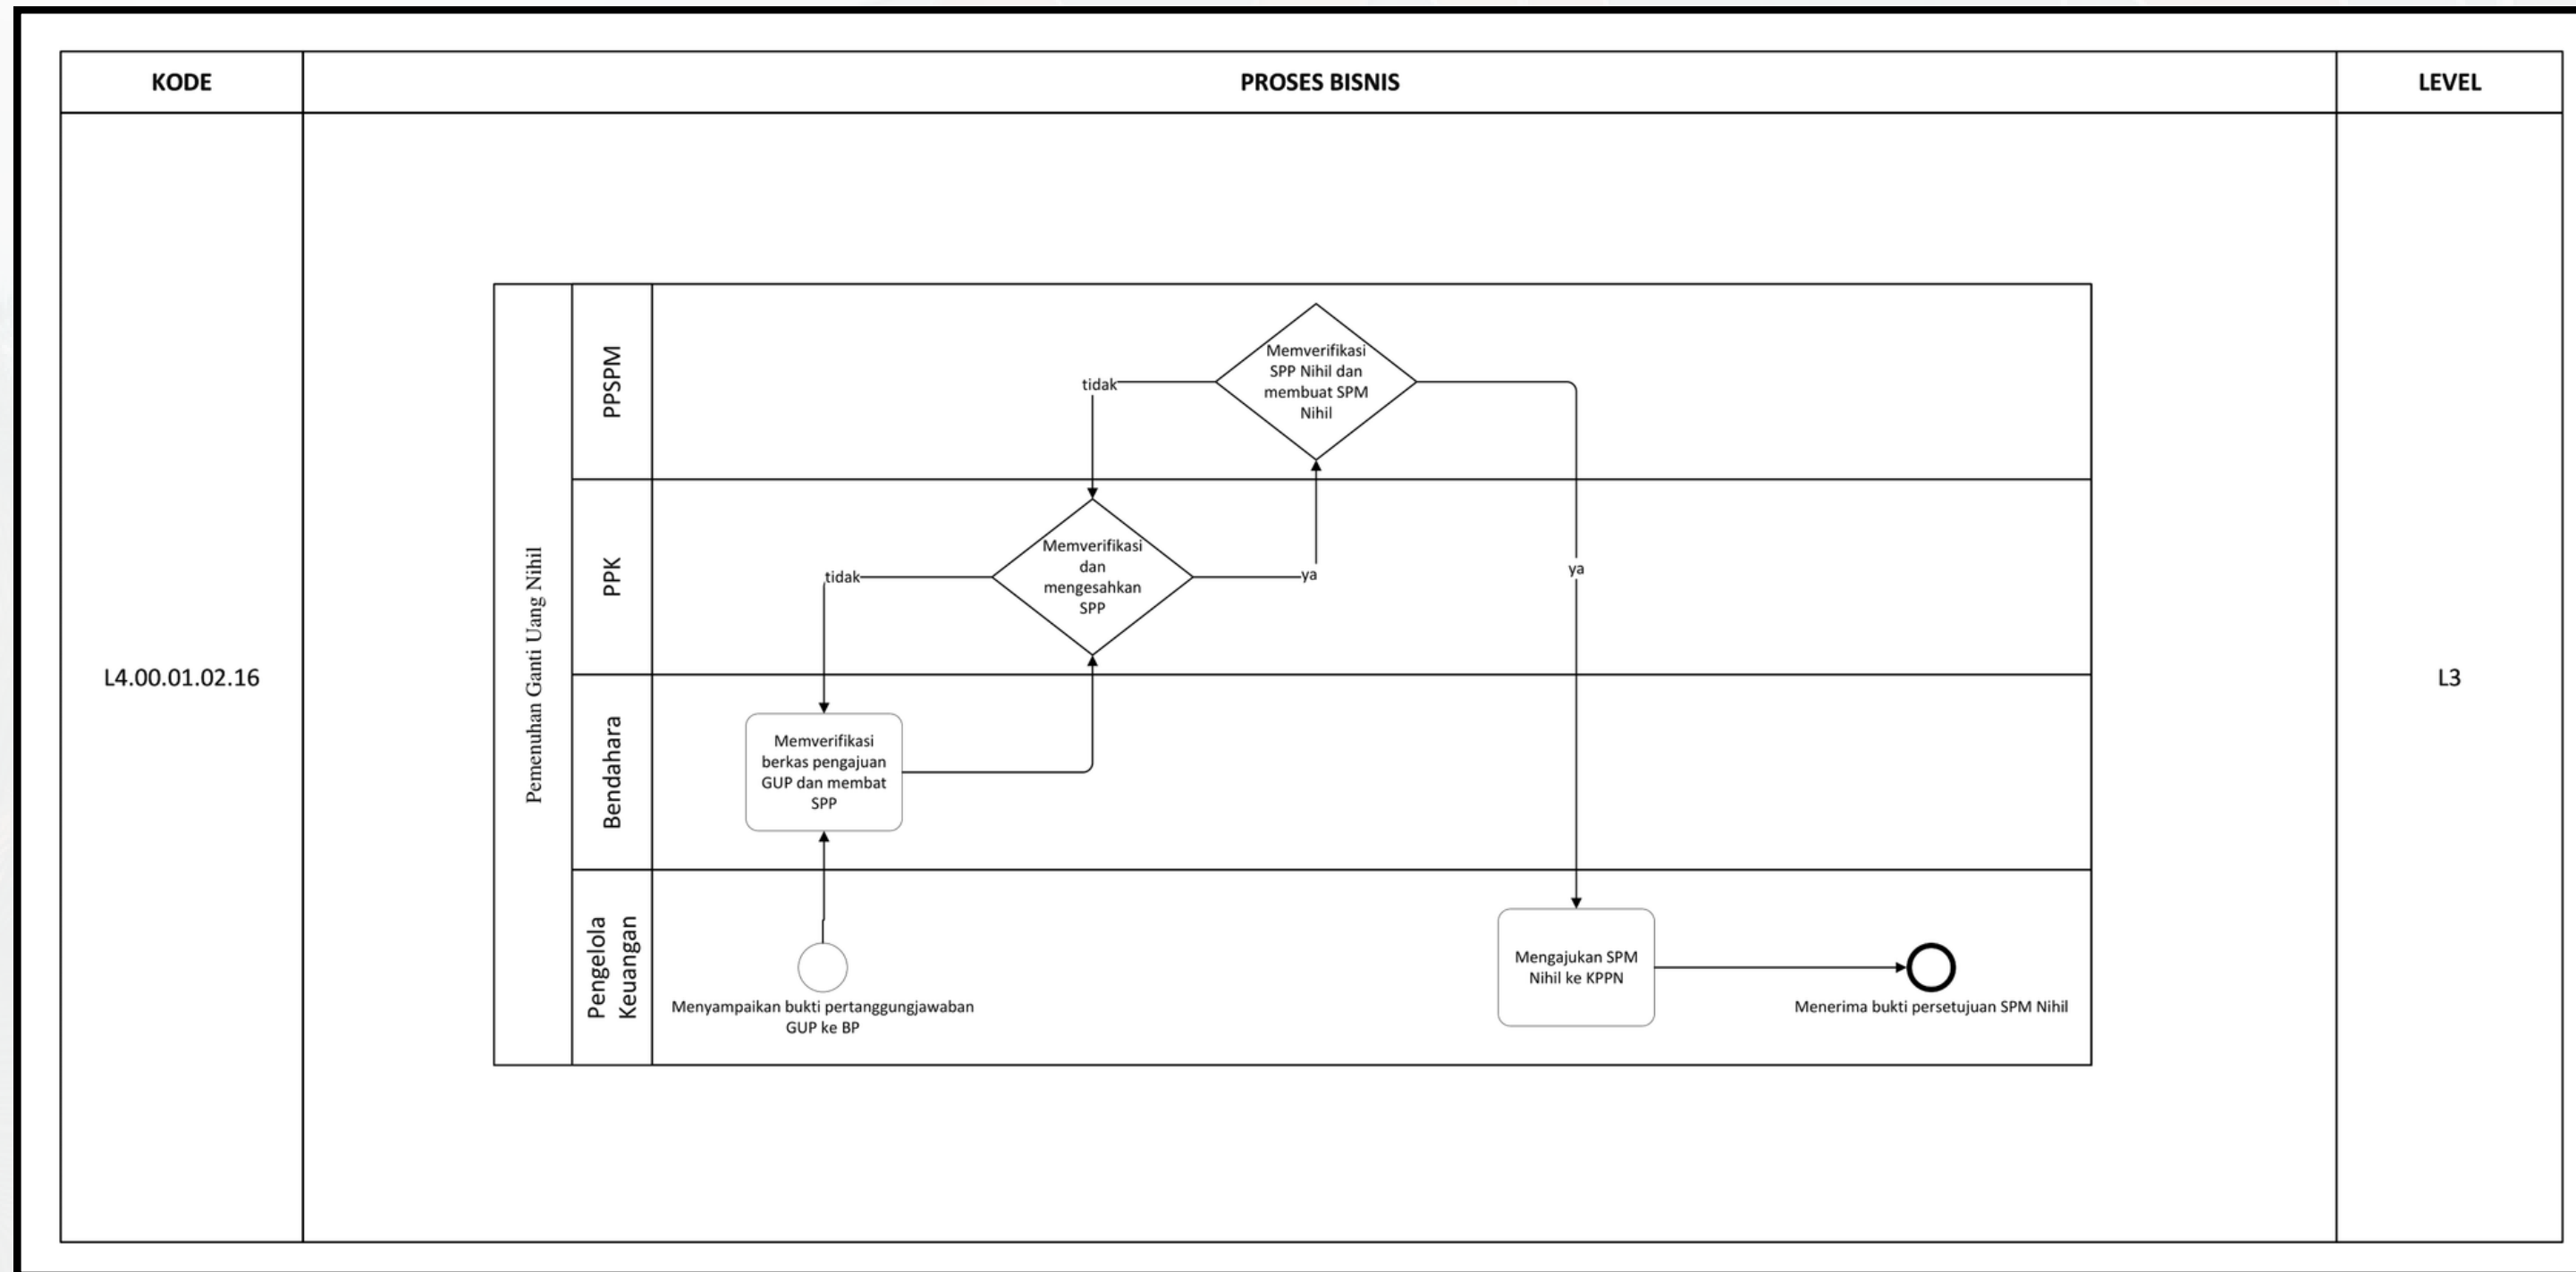 KODE
PROSES BISNIS
LEVEL
L4.00.01.02.16
Pemenuhan Ganti Uang Nihil
PPSPM
Memverifikasi
SPP Nihil dan
membuat SPM
Nihil
tidak
PPK
Memverifikasi
dan
mengesahkan
SPP
tidak
ya
ya
Bendahara
Memverifikasi
berkas pengajuan
GUP dan membat
SPP
Pengelola
Keuangan
Menyampaikan bukti pertanggungjawaban
GUP ke BP
Mengajukan SPM
Nihil ke KPPN
Menerima bukti persetujuan SPM Nihil
L3